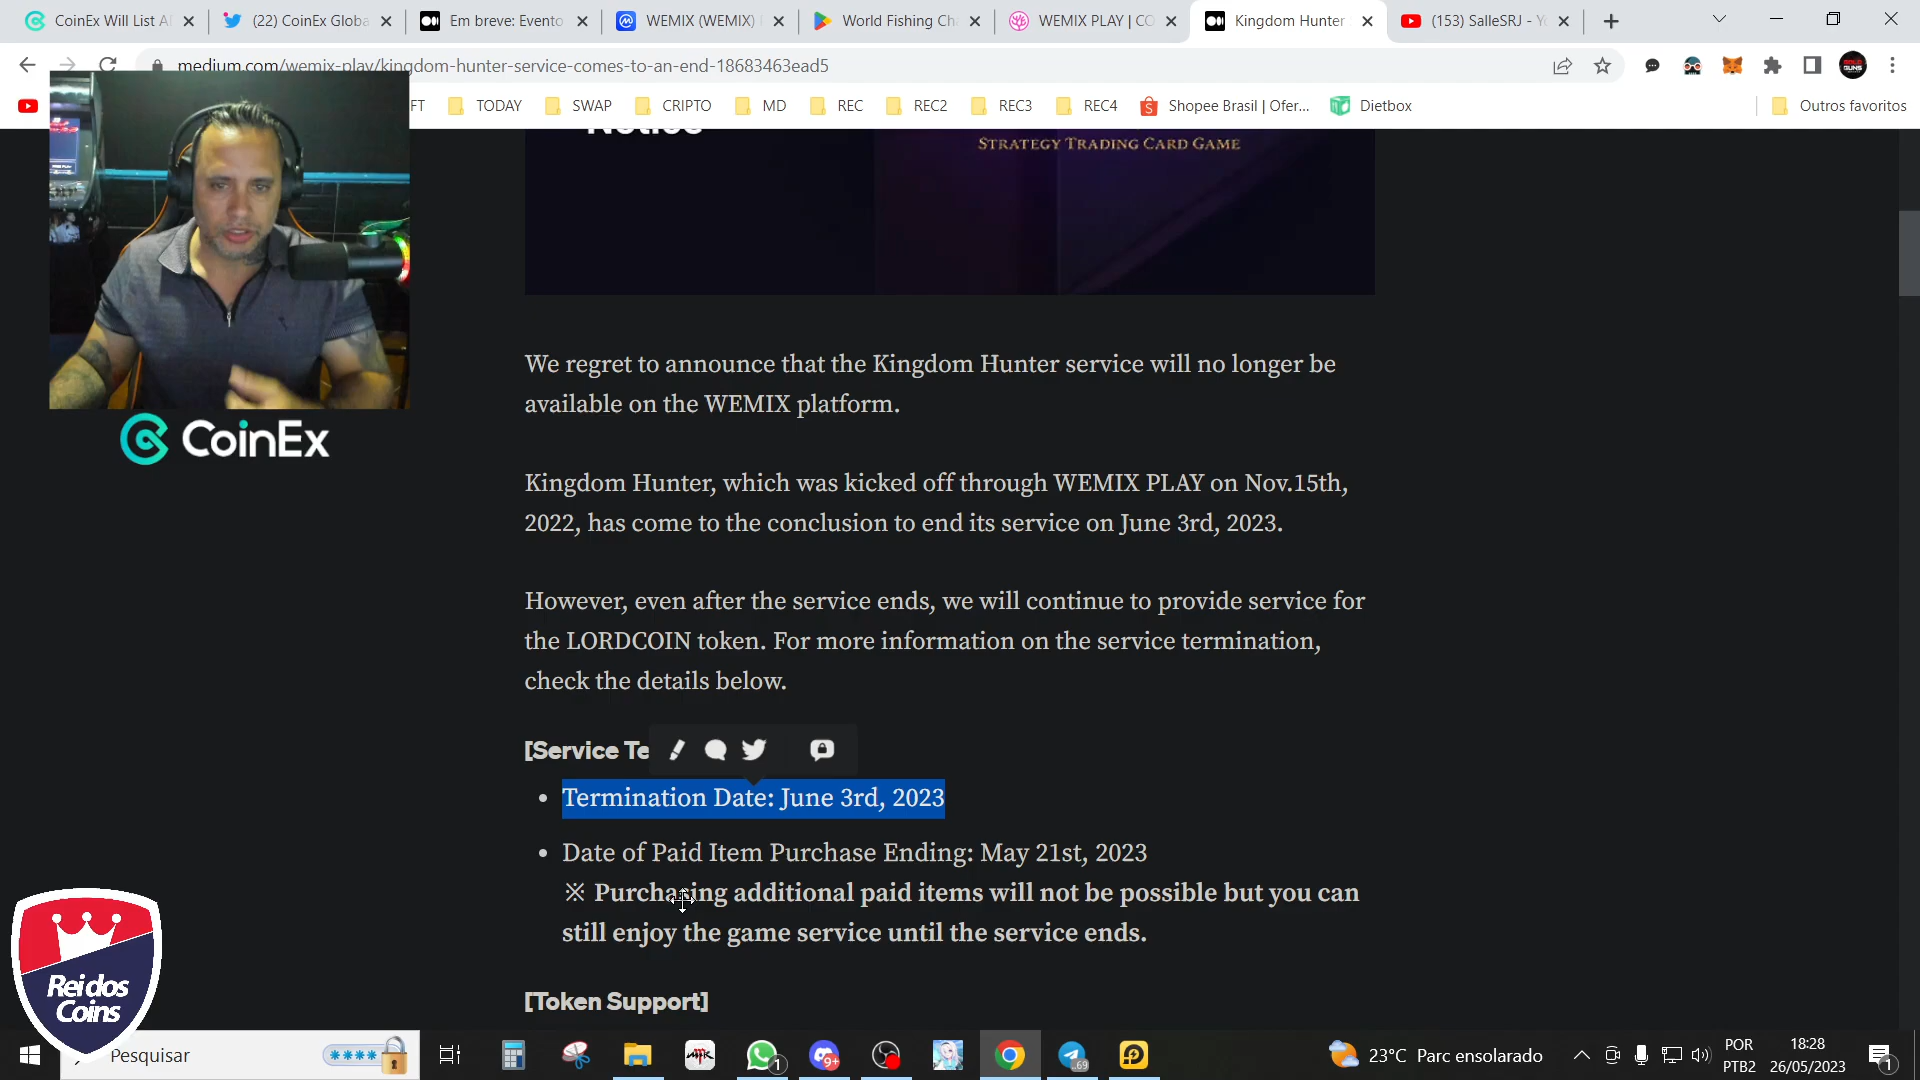 CoinEx Will List A
(22) CoinEx Globa
Em breve: Evento
WEMIX (WEMIX)
World Fishing Ch
WEMIX PLAY | CO
Kingdom Hunter
(153) SalleSRJ - Y
medium.com/wemix-play/kingdom-hunter-service-comes-to-an-end-18683463ead5
FT
TODAY
SWAP
CRIPTO
MD
REC
REC2
REC3
REC4
Shopee Brasil | Ofer...
Dietbox
Outros favoritos
Notice
STRATEGY TRADING CARD GAME
We regret to announce that the Kingdom Hunter service will no longer be
available on the WEMIX platform.
CoinEx
Kingdom Hunter, which was kicked off through WEMIX PLAY on Nov.15th,
2022, has come to the conclusion to end its service on June 3rd, 2023.
However, even after the service ends, we will continue to provide service for
the LORDCOIN token. For more information on the service termination,
check the details below.
[Service Te
• Termination Date: June 3rd, 2023
• Date of Paid Item Purchase Ending: May 21st, 2023
※ Purchasing additional paid items will not be possible but you can
still enjoy the game service until the service ends.
[Token Support]
Rei dos
Coins
Pesquisar
****
1
9+
69
23°C Parc ensolarado
POR
PTB2
18:28
26/05/2023
1